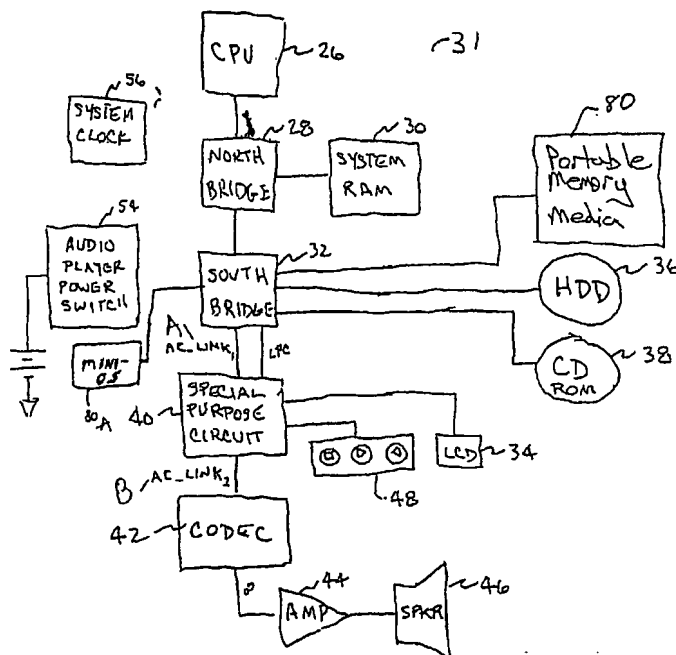 CPU
26
31
56
SYSTEM
CLOCK
28
NORTH
BRIDGE
30
SYSTEM
RAM
80
Portable
Memory
Media
54
AUDIO
PLAYER
POWER
SWITCH
32
SOUTH
BRIDGE
HDD
36
MINI-
OS
80A
A
AC_LINK1
LPC
CD
ROM
38
40
SPECIAL
PURPOSE
CIRCUIT
LCD
34
48
B
AC_LINK2
42
CODEC
44
AMP
46
SPKR